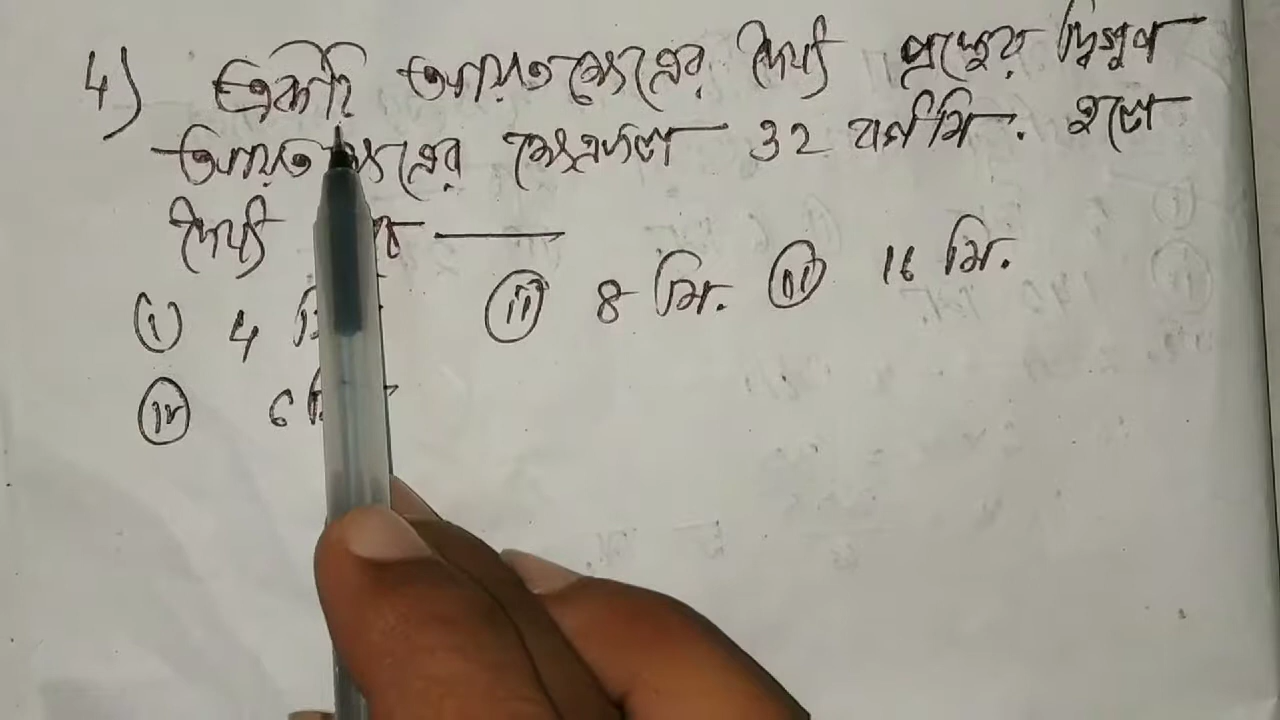 4) একটি আয়তক্ষেত্রের দৈর্ঘ্য প্রস্থের দ্বিগুণ
আয়তক্ষেত্রের ক্ষেত্রফল 32 বর্গমি. হলে
দৈর্ঘ্য
(i) 4 (ii) 8 মি. (iii) 16 মি.
(iv) 6